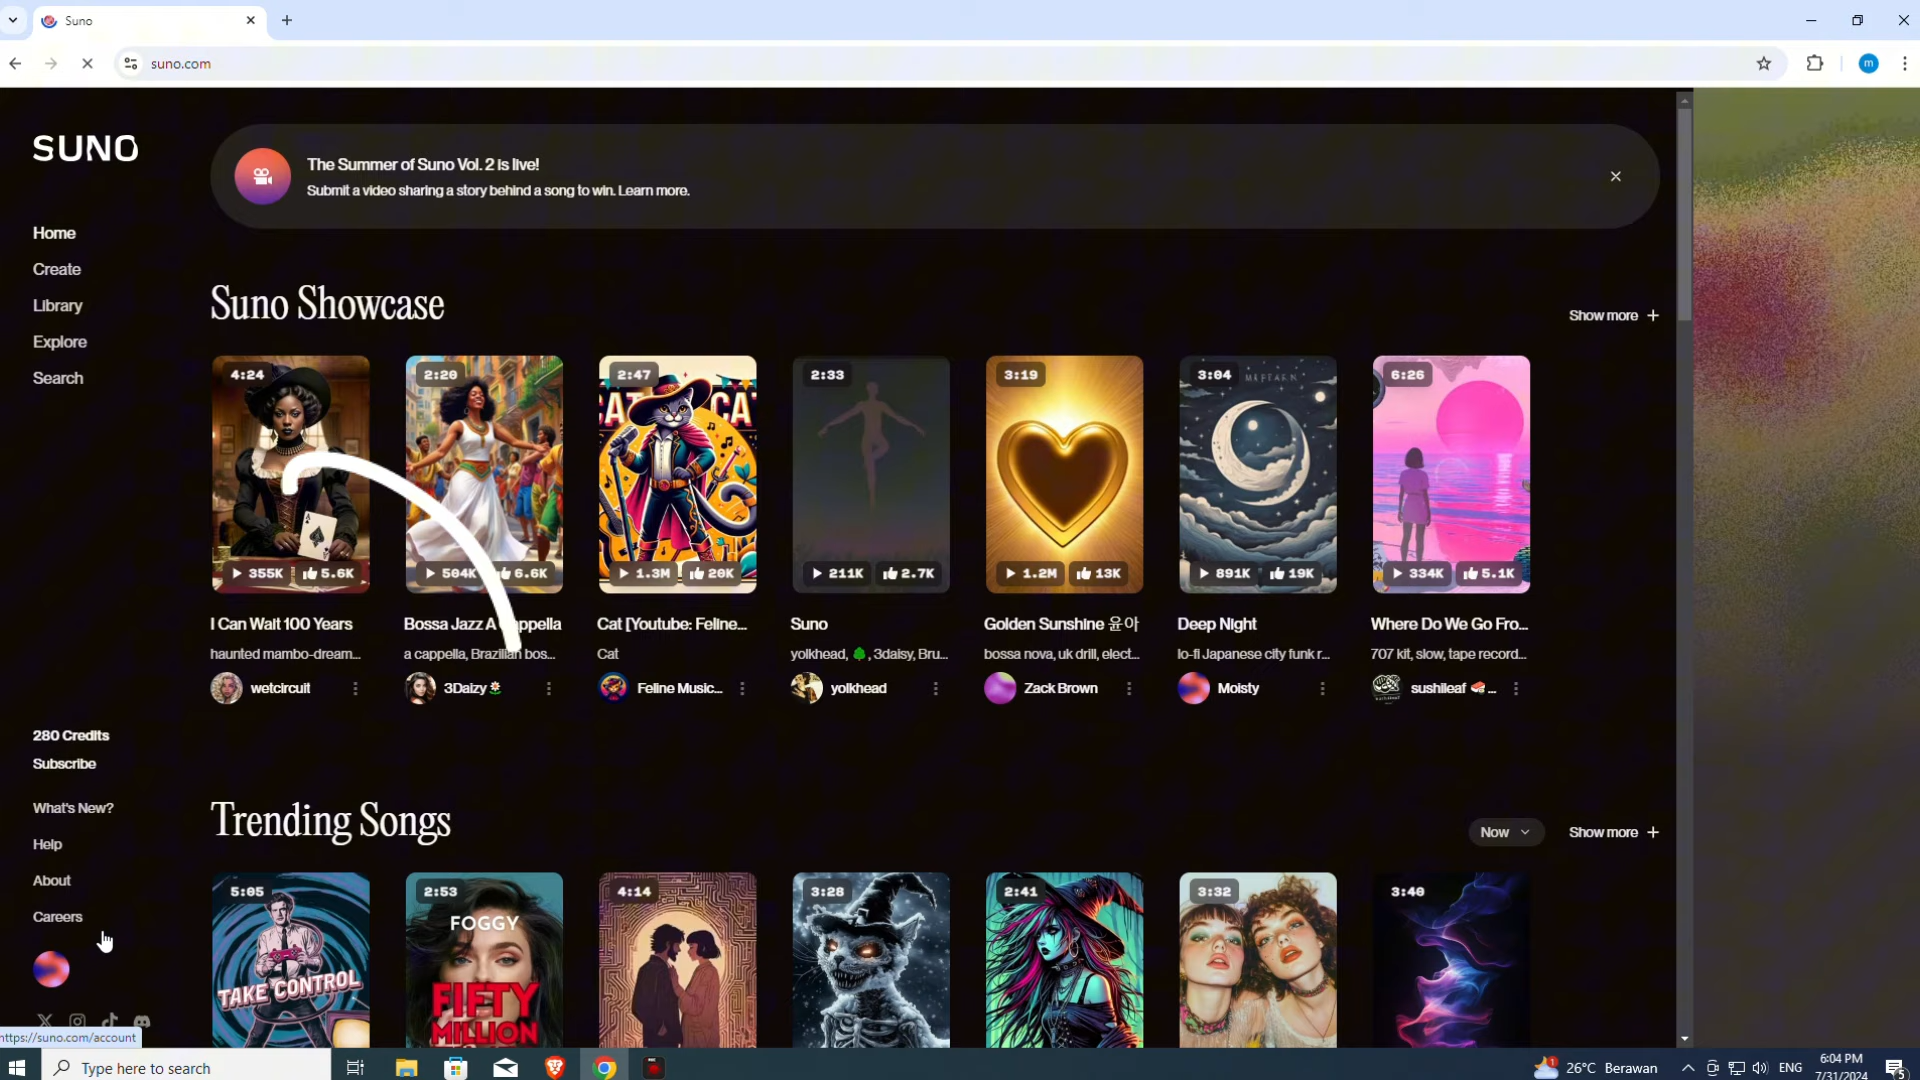 Suno
suno.com
SUNO
The Summer of Suno Vol. 2 is live!
Submit a video sharing a story behind a song to win. Learn more.
Home
Create
Library
Explore
Search
Suno Showcase
Show more
4:24
2:20
CAT CAT
2:47
2:33
3:19
3:04
6:26
355K 5.6K
504K 6.6K
1.3M 20K
211K 2.7K
1.2M 13K
891K 19K
334K 5.1K
I Can Wait 100 Years
Bossa Jazz A
Cat [Youtube: Feline...
Suno
Golden Sunshine 윤아
Deep Night
Where Do We Go Fro...
haunted mambo-dream...
a cappella, Brazilian bos...
Cat
yolkhead, 🌲, 3daisy, Bru...
bossa nova, uk drill, elect...
lo-fi Japanese city funk r...
707 kit, slow, tape record...
wetcircuit
3Daizy 🌼
Feline Music...
yolkhead
Zack Brown
Moisty
sushileaf 🍣 ...
280 Credits
Subscribe
What's New?
Help
About
Careers
Trending Songs
Now
Show more
5:05
2:53
4:14
3:28
2:41
3:32
3:40
TAKE CONTROL
FOGGY
FIFTY
MILLION
https://suno.com/account
Type here to search
26°C Berawan
ENG
6:04 PM
7/31/2024
m
5